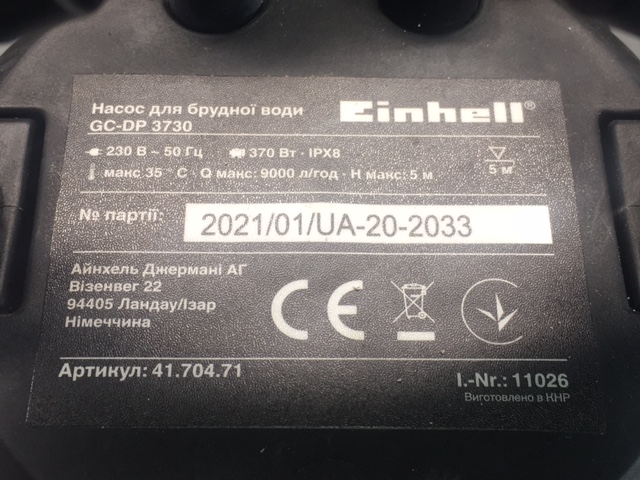 Насос для брудної води
GC-DP 3730
Einhell®
230 В ~ 50 Гц 370 Вт · IPX8
макс 35° С · Q макс: 9000 л/год · Н макс: 5 м
5 м
№ партії: 2021/01/UA-20-2033
Айнхель Джермані АГ
Візенвег 22
94405 Ландау/Ізар
Німеччина
CE
Артикул: 41.704.71
I.-Nr.: 11026
Виготовлено в КНР